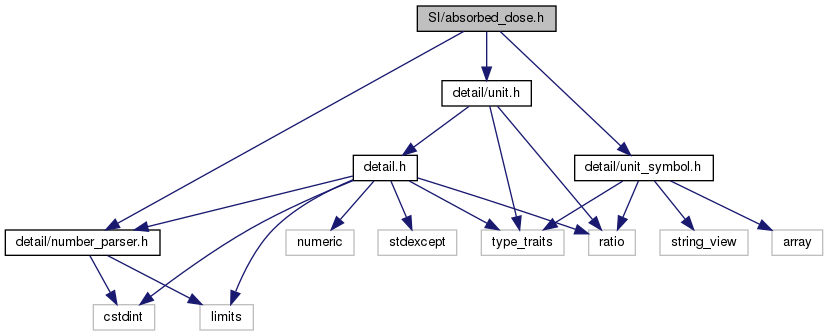 SI/absorbed_dose.h
detail/unit.h
detail.h
detail/unit_symbol.h
detail/number_parser.h
numeric
stdexcept
type_traits
ratio
string_view
array
cstdint
limits